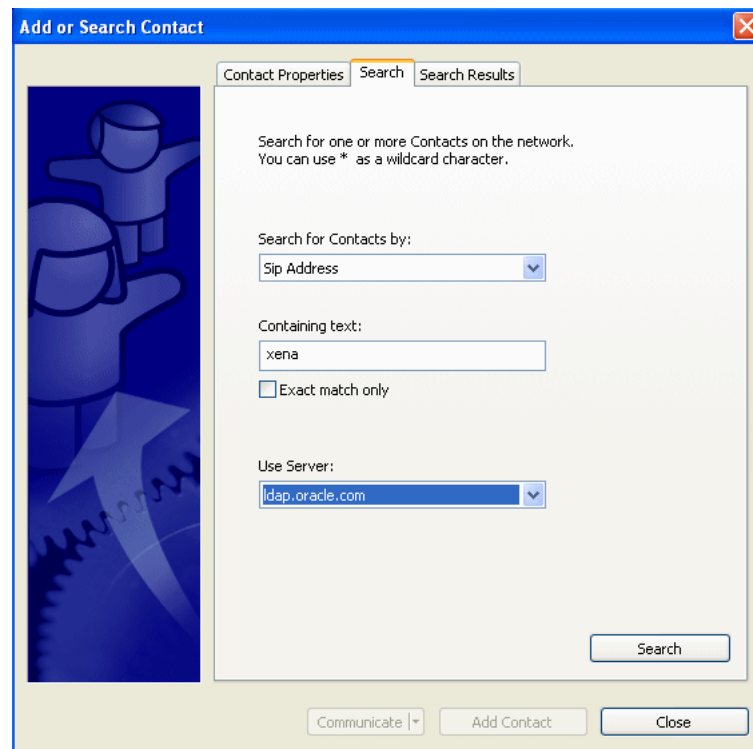 Add or Search Contact
Contact Properties Search Search Results
Search for one or more Contacts on the network.
You can use * as a wildcard character.
Search for Contacts by:
Sip Address
Containing text:
xena
Exact match only
Use Server:
ldap.oracle.com
Search
Communicate Add Contact Close